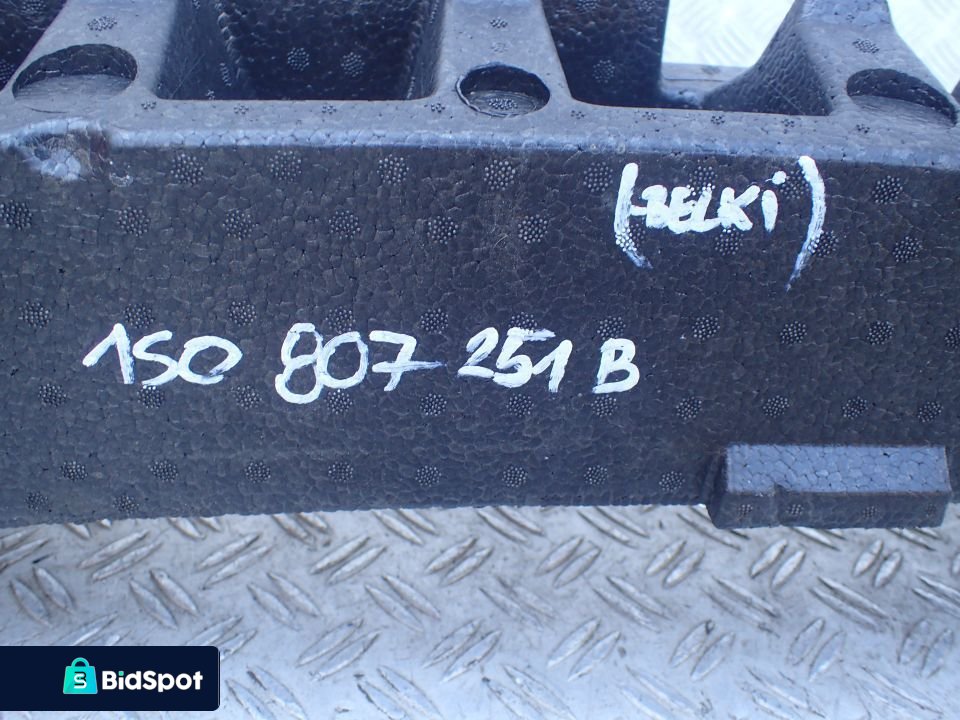 (BELKi)
1S0 807 251 B
BidSpot